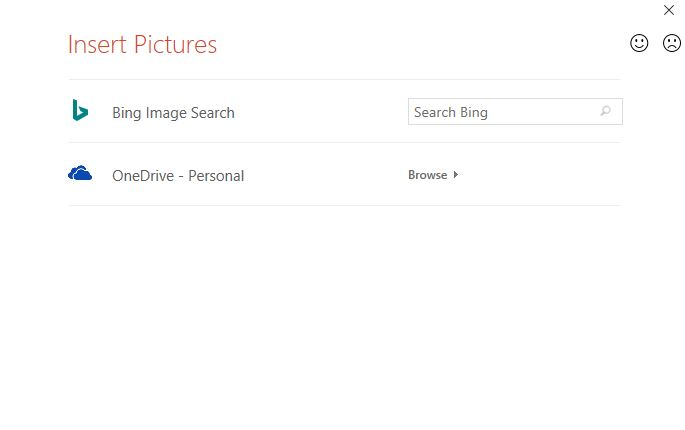 Insert Pictures
Bing Image Search
Search Bing
OneDrive - Personal
Browse